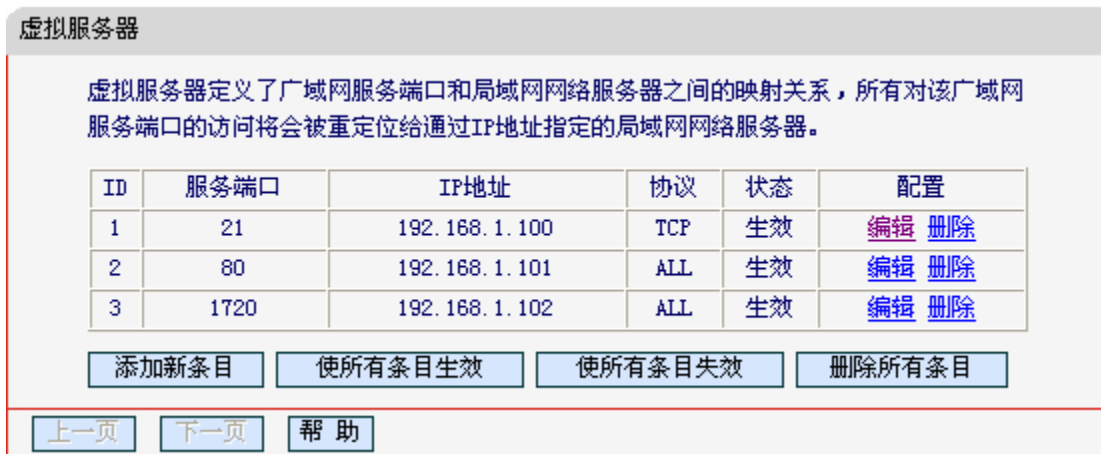 虚拟服务器
虚拟服务器定义了广域网服务端口和局域网网络服务器之间的映射关系，所有对该广域网
服务端口的访问将会被重定位给通过IP地址指定的局域网网络服务器。
ID 服务端口 IP地址 协议 状态 配置
1 21 192.168.1.100 TCP 生效 编辑 删除
2 80 192.168.1.101 ALL 生效 编辑 删除
3 1720 192.168.1.102 ALL 生效 编辑 删除
添加新条目 使所有条目生效 使所有条目失效 删除所有条目
上一页 下一页 帮 助